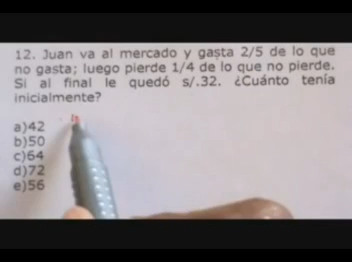 12. Juan va al mercado y gasta 2/5 de lo que
no gasta; luego pierde 1/4 de lo que no pierde.
Si al final le quedó s/.32. ¿Cuánto tenía
inicialmente?
a)42
b)50
c)64
d)72
e)56